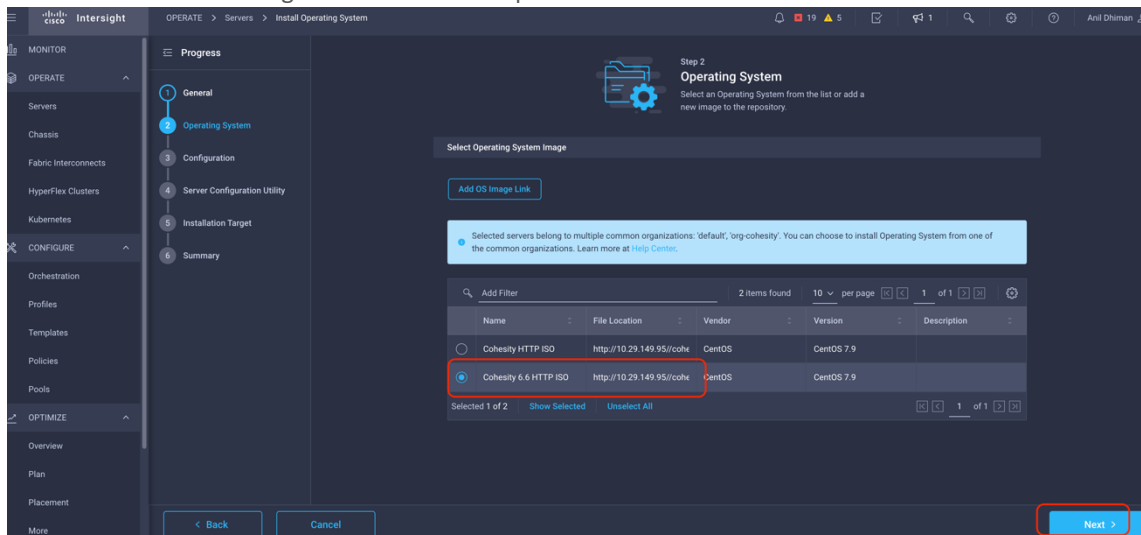 cisco Intersight
OPERATE > Servers > Install Operating System
19 5
1
Anil Dhiman
MONITOR
OPERATE
Servers
Chassis
Fabric Interconnects
HyperFlex Clusters
Kubernetes
CONFIGURE
Orchestration
Profiles
Templates
Policies
Pools
OPTIMIZE
Overview
Plan
Placement
More
Progress
1 General
2 Operating System
3 Configuration
4 Server Configuration Utility
5 Installation Target
6 Summary
Step 2
Operating System
Select an Operating System from the list or add a
new image to the repository.
Select Operating System Image
Add OS Image Link
Selected servers belong to multiple common organizations: 'default', 'org-cohesity'. You can choose to install Operating System from one of
the common organizations. Learn more at Help Center.
Add Filter 2 items found 10 per page 1 of 1
Name File Location Vendor Version Description
Cohesity HTTP ISO http://10.29.149.95//cohe CentOS CentOS 7.9
Cohesity 6.6 HTTP ISO http://10.29.149.95//cohe CentOS CentOS 7.9
Selected 1 of 2 Show Selected Unselect All 1 of 1
< Back Cancel Next >